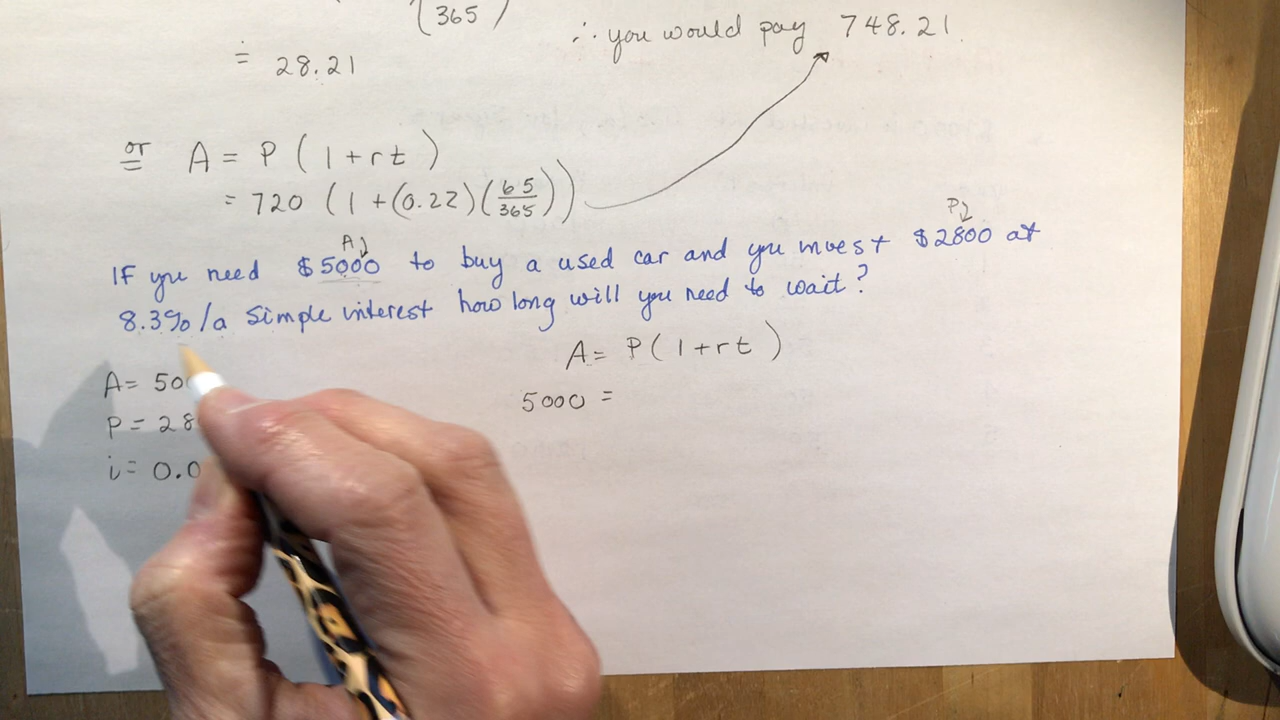 (365)
≐ 28.21
∴ you would pay 748.21.
or A = P ( 1 + rt )
= 720 ( 1 + (0.22)(65/365))
A P
If you need $5000 to buy a used car and you invest $2800 at
8.3%/a simple interest how long will you need to wait?
A = P ( 1 + rt )
A = 50
5000 =
P = 28
i = 0.0